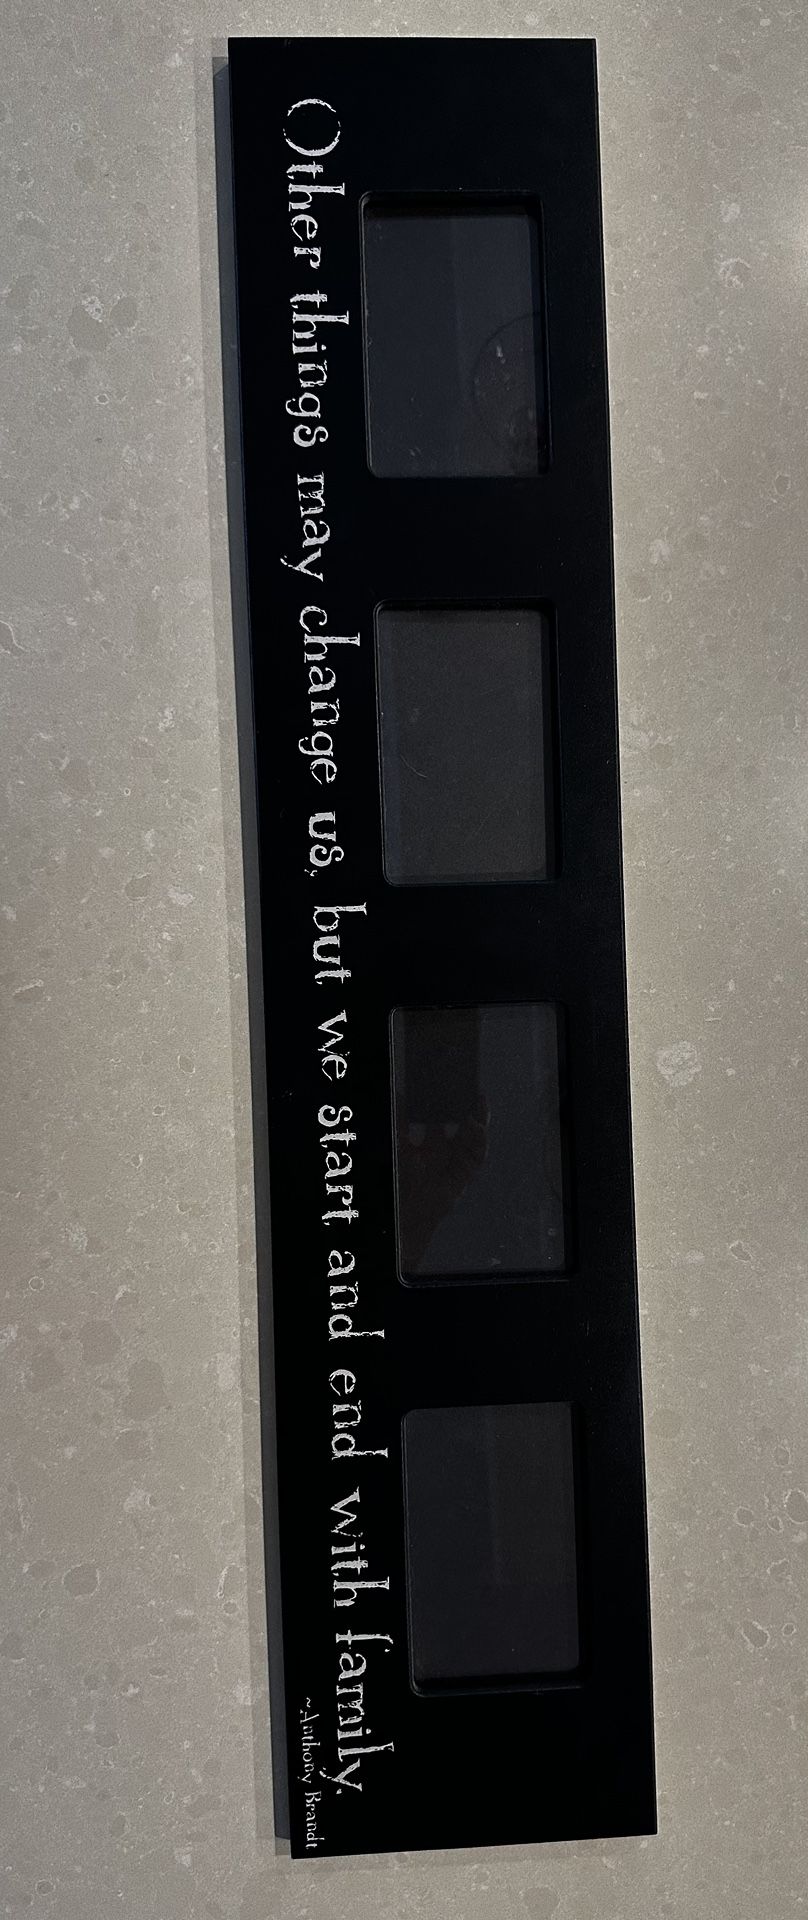 Other things may change us, but we start and end with family.
~Anthony Brandt